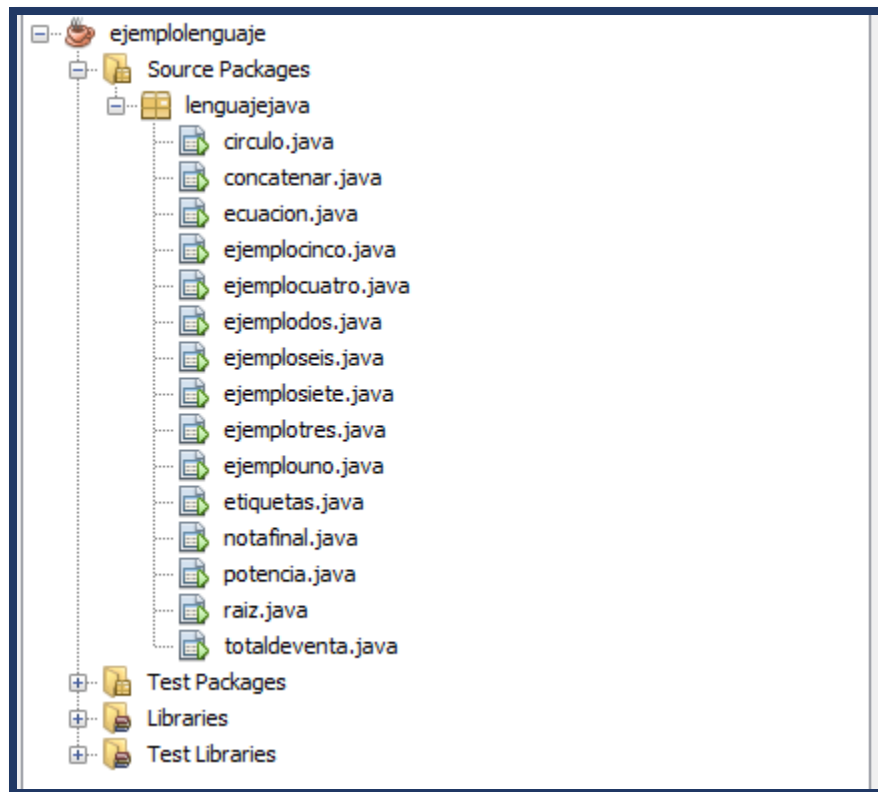 ejemplolenguaje
Source Packages
lenguajejava
circulo.java
concatenar.java
ecuacion.java
ejemplocinco.java
ejemplocuatro.java
ejemplodos.java
ejemploseis.java
ejemplosiete.java
ejemplotres.java
ejemplouno.java
etiquetas.java
notafinal.java
potencia.java
raiz.java
totaldeventa.java
Test Packages
Libraries
Test Libraries